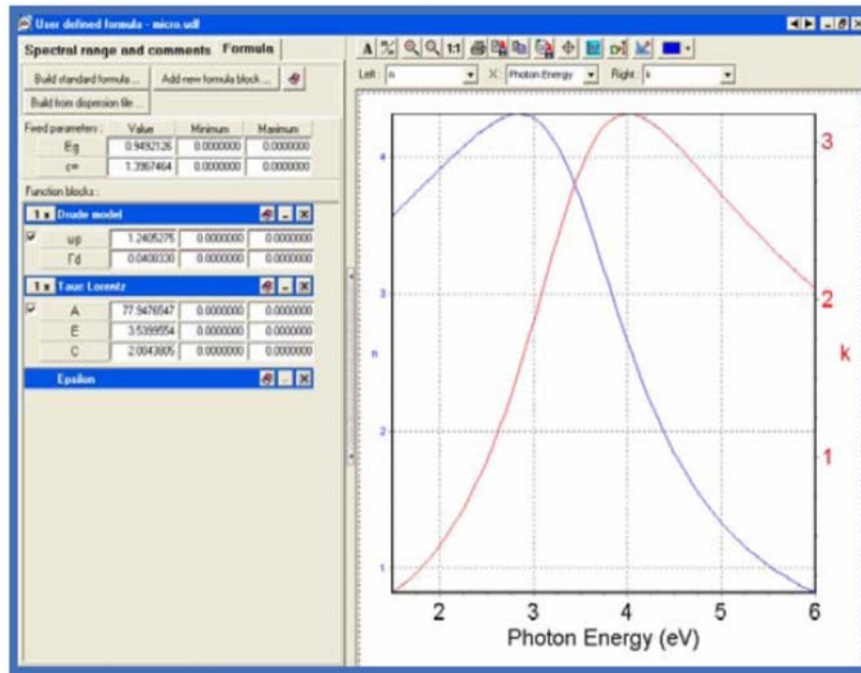 User defined formula - micro.udf
Spectral range and comments Formula
Build standard formula ... Add new formula block ...
Build from dispersion file ...
Fixed parameters : Value Minimum Maximum
Eg 0.9492126 0.0000000 0.0000000
ε∞ 1.3967464 0.0000000 0.0000000
Function blocks :
1 x Drude model
ωp 1.2405275 0.0000000 0.0000000
Γd 0.0408330 0.0000000 0.0000000
1 x Tauc Lorentz
A 77.9476547 0.0000000 0.0000000
E 3.5399554 0.0000000 0.0000000
C 2.0043805 0.0000000 0.0000000
Epsilon
A 1:1
Left : n X: Photon Energy Right : k
4
3
n
2
1
3
2
k
1
2 3 4 5 6
Photon Energy (eV)